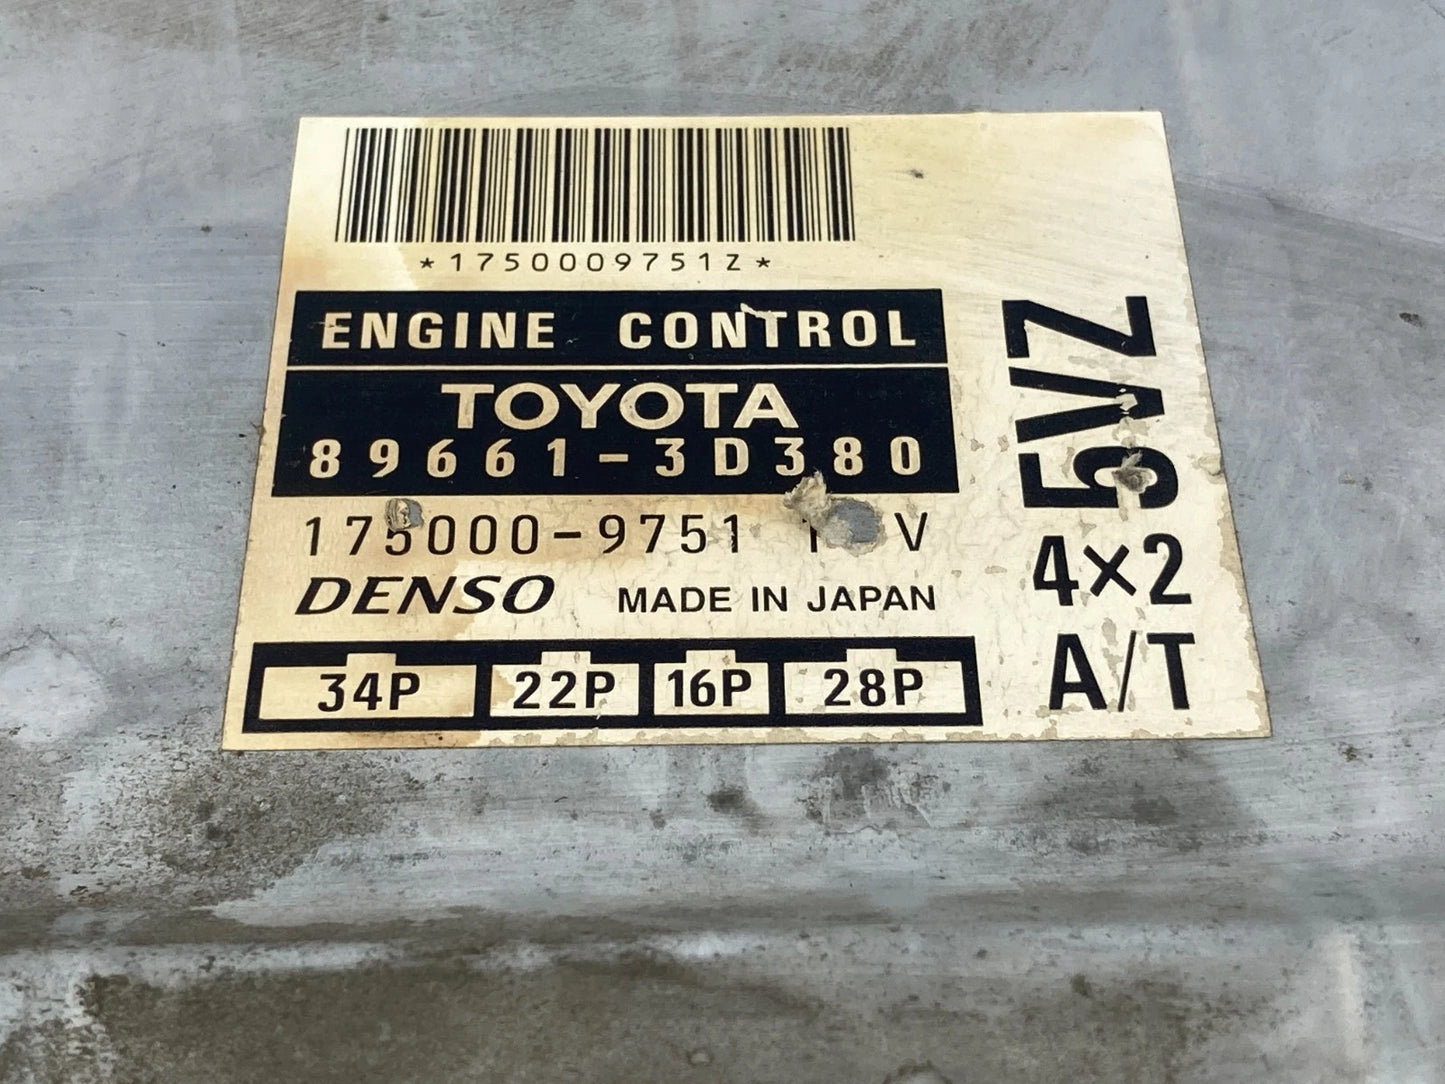 *1750009751Z*
ENGINE CONTROL
TOYOTA
89661-3D380
175000-9751 V
DENSO MADE IN JAPAN
34P 22P 16P 28P
5VZ
4×2
A/T